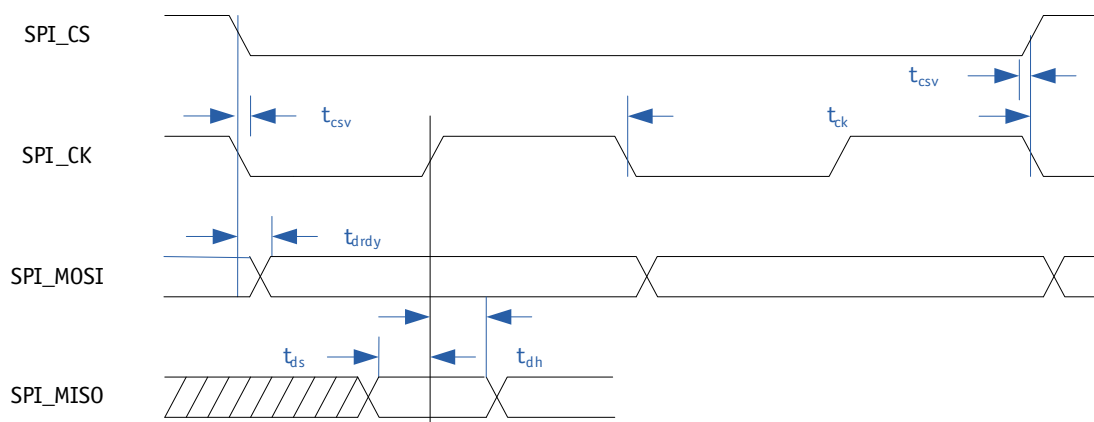 SPI_CS
t_csv
t_csv
t_ck
SPI_CK
t_drdy
SPI_MOSI
t_ds
t_dh
SPI_MISO